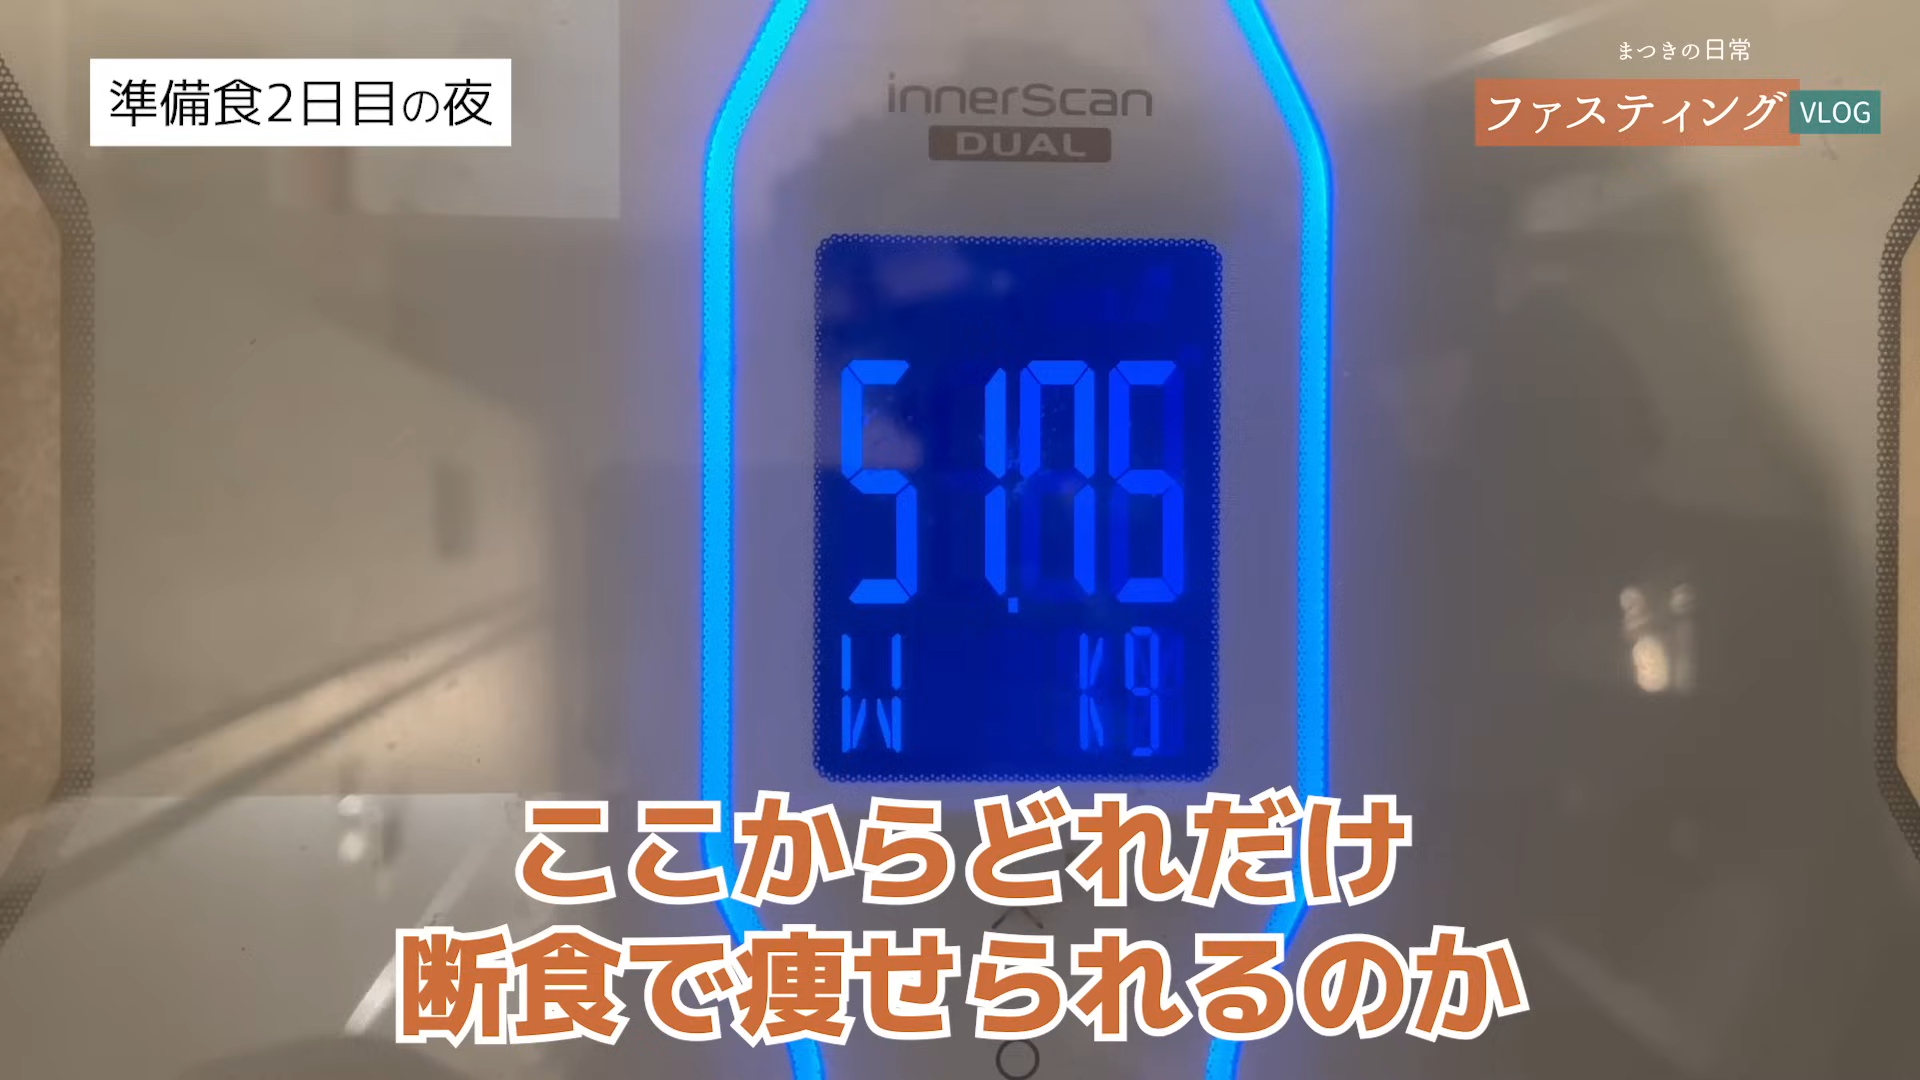 準備食2日目の夜
まつきの日常
ファスティング VLOG
innerScan
DUAL
51.75
W kg
ここからどれだけ
断食で痩せられるのか